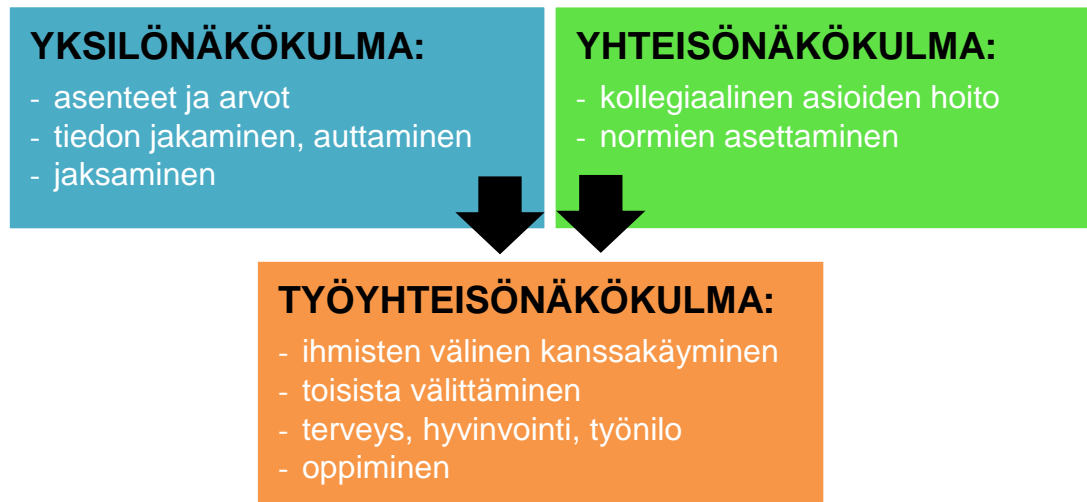 YKSILÖNÄKÖKULMA:
- asenteet ja arvot
- tiedon jakaminen, auttaminen
- jaksaminen
YHTEISÖNÄKÖKULMA:
- kollegiaalinen asioiden hoito
- normien asettaminen
TYÖYHTEISÖNÄKÖKULMA:
- ihmisten välinen kanssakäyminen
- toisista välittäminen
- terveys, hyvinvointi, työnilo
- oppiminen